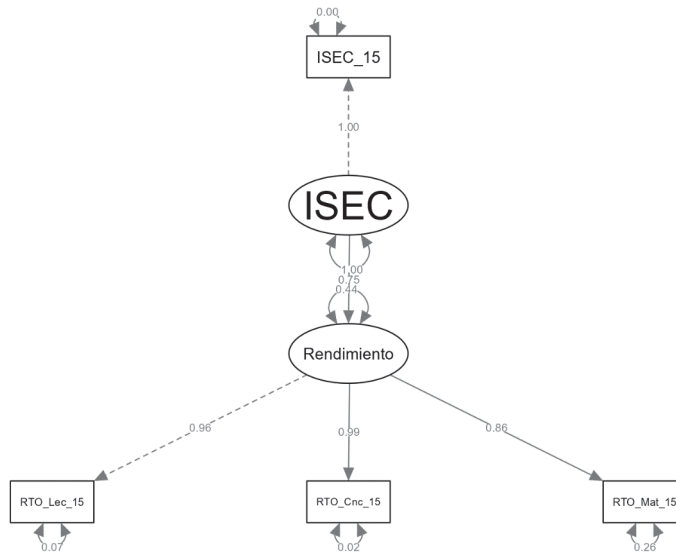 0.00
ISEC_15
1.00
ISEC
1.00
0.75
0.44
Rendimiento
0.96
0.99
0.86
RTO_Lec_15
RTO_Cnc_15
RTO_Mat_15
0.07
0.02
0.26